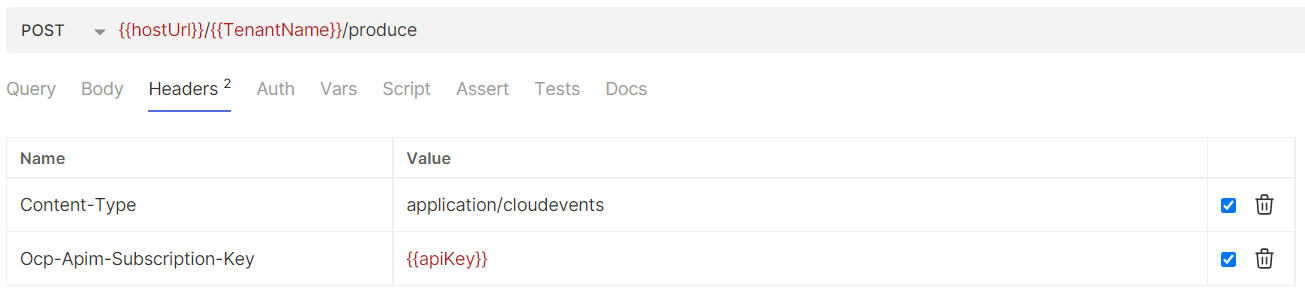 POST {{hostUrl}}/{{TenantName}}/produce
Query Body Headers 2 Auth Vars Script Assert Tests Docs
Name Value
Content-Type application/cloudevents
Ocp-Apim-Subscription-Key {{apiKey}}